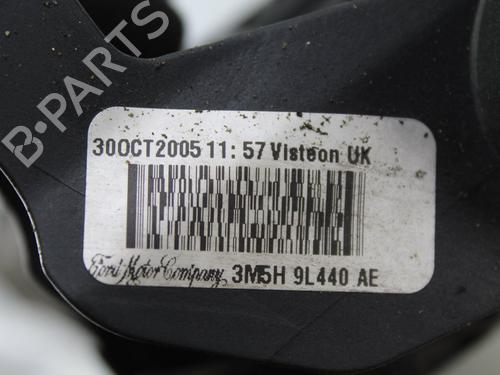 30OCT2005 11:57 Visteon UK
Ford Motor Company 3M5H 9L440 AE
B-PARTS